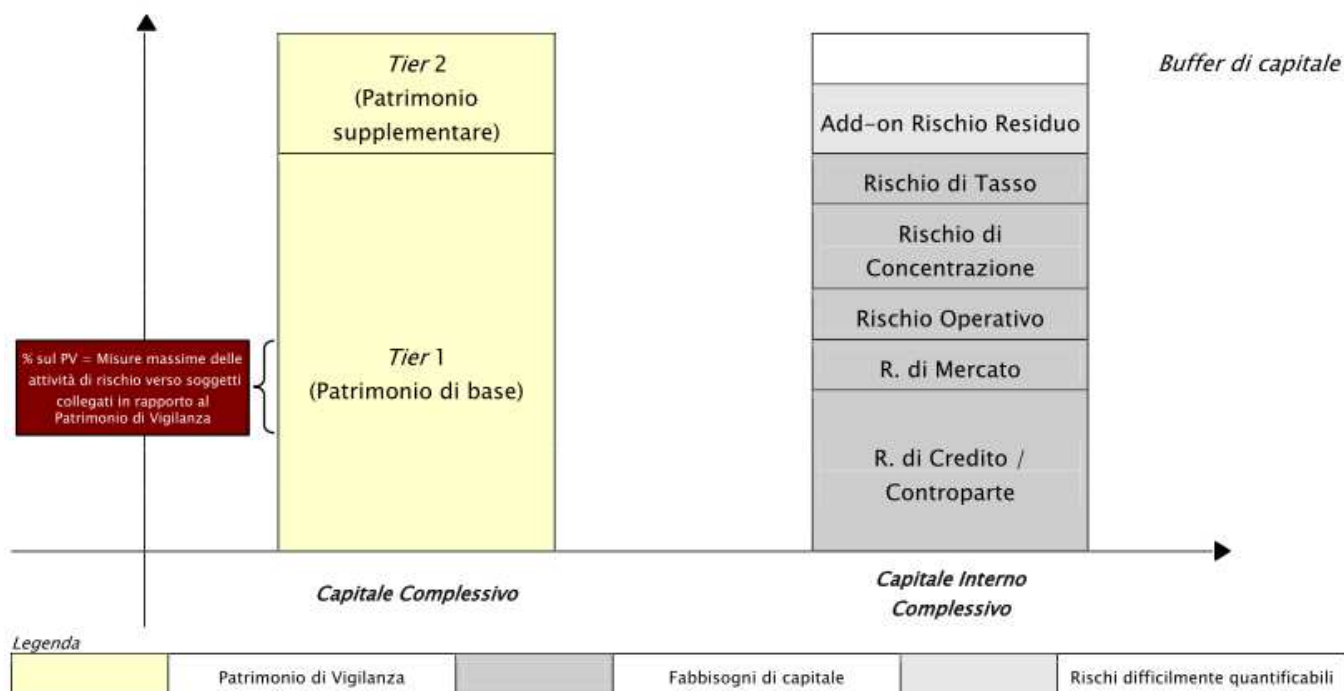 Tier 2
(Patrimonio
supplementare)
Buffer di capitale
Add-on Rischio Residuo
Rischio di Tasso
Rischio di
Concentrazione
Rischio Operativo
% sul PV = Misure massime delle
attività di rischio verso soggetti
collegati in rapporto al
Patrimonio di Vigilanza
Tier 1
(Patrimonio di base)
R. di Mercato
R. di Credito /
Controparte
Capitale Complessivo
Capitale Interno
Complessivo
Legenda
Patrimonio di Vigilanza
Fabbisogni di capitale
Rischi difficilmente quantificabili